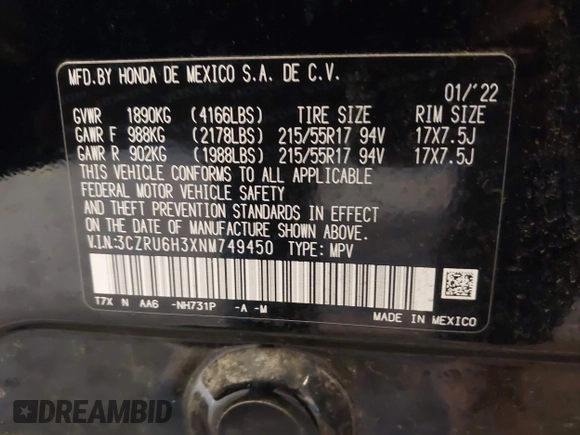 MFD.BY HONDA DE MEXICO S.A. DE C.V.
01/'22
GVWR 1890KG (4166LBS) TIRE SIZE RIM SIZE
GAWR F 988KG (2178LBS) 215/55R17 94V 17X7.5J
GAWR R 902KG (1988LBS) 215/55R17 94V 17X7.5J
THIS VEHICLE CONFORMS TO ALL APPLICABLE
FEDERAL MOTOR VEHICLE SAFETY
AND THEFT PREVENTION STANDARDS IN EFFECT
ON THE DATE OF MANUFACTURE SHOWN ABOVE.
V.I.N.:3CZRU6H3XNM749450 TYPE: MPV
T7X N AA6 -NH731P -A -M
MADE IN MEXICO
DREAMBID